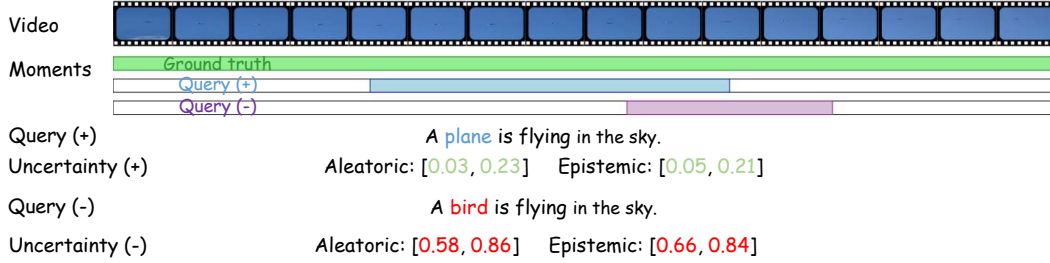 Video
Moments
Ground truth
Query (+)
Query (-)
Query (+) A plane is flying in the sky.
Uncertainty (+) Aleatoric: [0.03, 0.23] Epistemic: [0.05, 0.21]
Query (-) A bird is flying in the sky.
Uncertainty (-) Aleatoric: [0.58, 0.86] Epistemic: [0.66, 0.84]